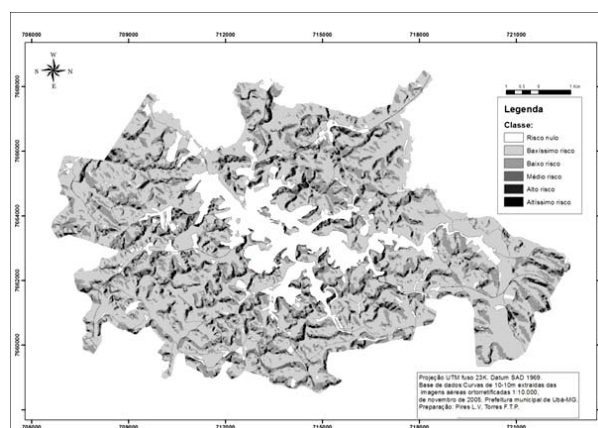 706000 709000 712000 715000 718000 721000
W
S N
E
7668000
7666000
7664000
7662000
7660000
1 Km
Legenda
Classe:
Risco nulo
Baixíssimo risco
Baixo risco
Médio risco
Alto risco
Altíssimo risco
Projeção UTM fuso 23K. Datum SAD 1969.
Base de dados:Curvas de 10-10m extraídas das
imagens aéreas ortorretificadas 1:10.000,
de novembro de 2005. Prefeitura municipal de Ubá-MG.
Preparação: Pires L.V, Torres F.T.P.
706000 709000 712000 715000 718000 721000